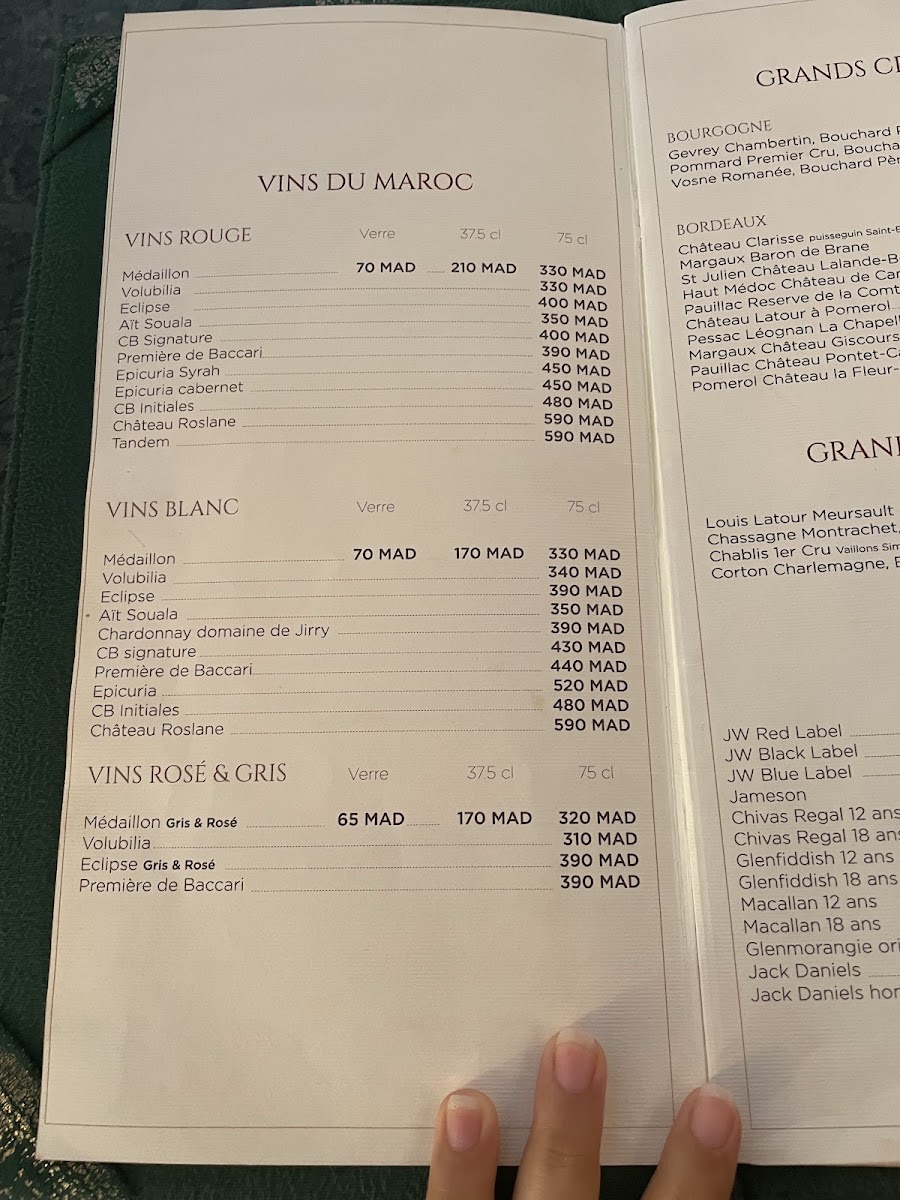 VINS DU MAROC
VINS ROUGE Verre 37.5 cl 75 cl
Médaillon 70 MAD 210 MAD 330 MAD
Volubilia 330 MAD
Eclipse 400 MAD
Aït Souala 350 MAD
CB Signature 400 MAD
Première de Baccari 390 MAD
Epicuria Syrah 450 MAD
Epicuria cabernet 450 MAD
CB Initiales 480 MAD
Château Roslane 590 MAD
Tandem 590 MAD
VINS BLANC Verre 37.5 cl 75 cl
Médaillon 70 MAD 170 MAD 330 MAD
Volubilia 340 MAD
Eclipse 390 MAD
Aït Souala 350 MAD
Chardonnay domaine de Jirry 390 MAD
CB signature 430 MAD
Première de Baccari 440 MAD
Epicuria 520 MAD
CB Initiales 480 MAD
Château Roslane 590 MAD
VINS ROSÉ & GRIS Verre 37.5 cl 75 cl
Médaillon Gris & Rosé 65 MAD 170 MAD 320 MAD
Volubilia 310 MAD
Eclipse Gris & Rosé 390 MAD
Première de Baccari 390 MAD
GRANDS
BOURGOGNE
Gevrey Chambertin, Bouchard
Pommard Premier Cru,
Vosne Romanée, Bouchard
BORDEAUX
Château Clarisse puisseguin
Margaux Baron de Brane
St Julien Château
Haut Médoc Château de
Pauillac Reserve de la
Château Latour à Pomerol
Pessac Léognan La
Margaux Château Giscours
Pauillac Château
Pomerol Château la
Louis Latour Meursault
Chassagne Montrachet,
Chablis 1er Cru Vaillons
Corton Charlemagne,
JW Red Label
JW Black Label
JW Blue Label
Jameson
Chivas Regal 12 ans
Chivas Regal 18 ans
Glenfiddish 12 ans
Glenfiddish 18 ans
Macallan 12 ans
Macallan 18 ans
Glenmorangie
Jack Daniels
Jack Daniels